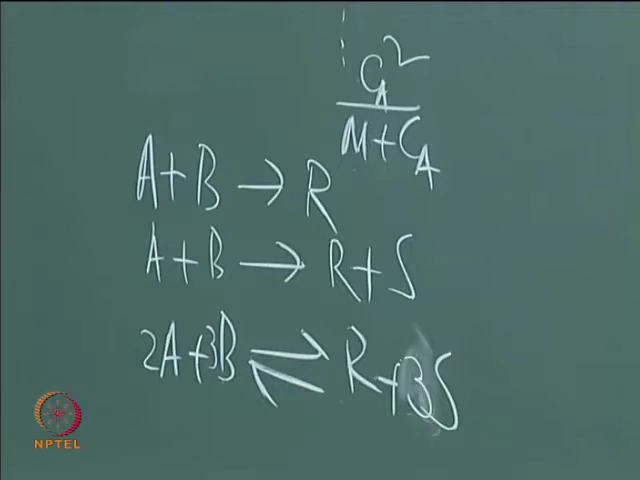 C_A^2
M+C_A
A+B → R
A+B → R+S
2A+3B ⇌ R+3S
NPTEL